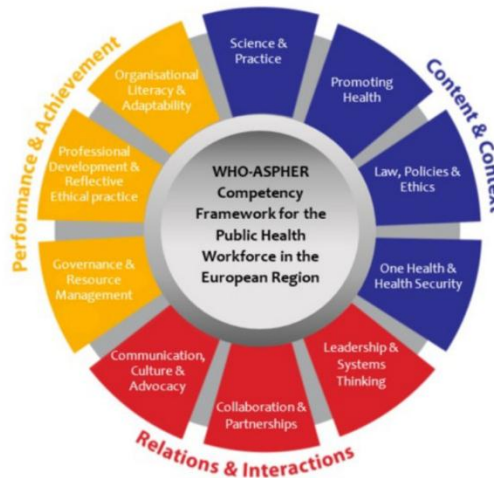 WHO-ASPHER
Competency
Framework for the
Public Health
Workforce in the
European Region
Content & Context
Science &
Practice
Promoting
Health
Law, Policies &
Ethics
One Health &
Health Security
Relations & Interactions
Leadership &
Systems
Thinking
Collaboration &
Partnerships
Communication,
Culture &
Advocacy
Performance & Achievement
Governance &
Resource
Management
Professional
Development &
Reflective
Ethical practice
Organisational
Literacy &
Adaptability